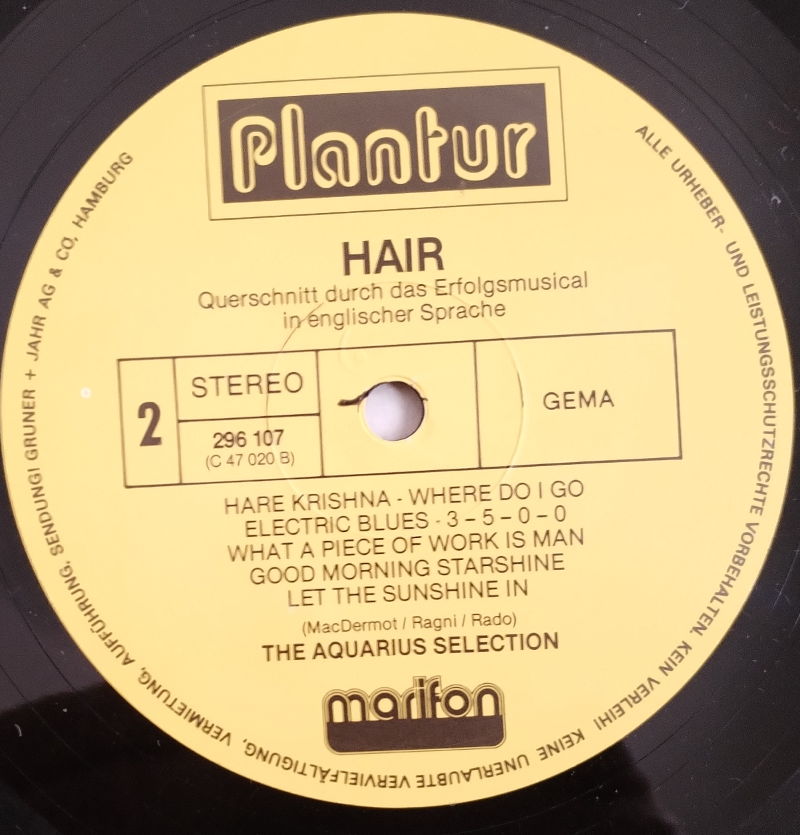 Plantur
HAIR
Querschnitt durch das Erfolgsmusical
in englischer Sprache
2
STEREO
296 107
(C 47 020 B)
GEMA
HARE KRISHNA - WHERE DO I GO
ELECTRIC BLUES - 3 – 5 – 0 – 0
WHAT A PIECE OF WORK IS MAN
GOOD MORNING STARSHINE
LET THE SUNSHINE IN
(MacDermot / Ragni / Rado)
THE AQUARIUS SELECTION
marifon
ALLE URHEBER- UND LEISTUNGSSCHUTZRECHTE VORBEHALTEN. KEIN VERLEIH! KEINE UNERLAUBTE VERVIELFÄLTIGUNG, VERMIETUNG, AUFFÜHRUNG, SENDUNG! GRUNER + JAHR AG & CO, HAMBURG